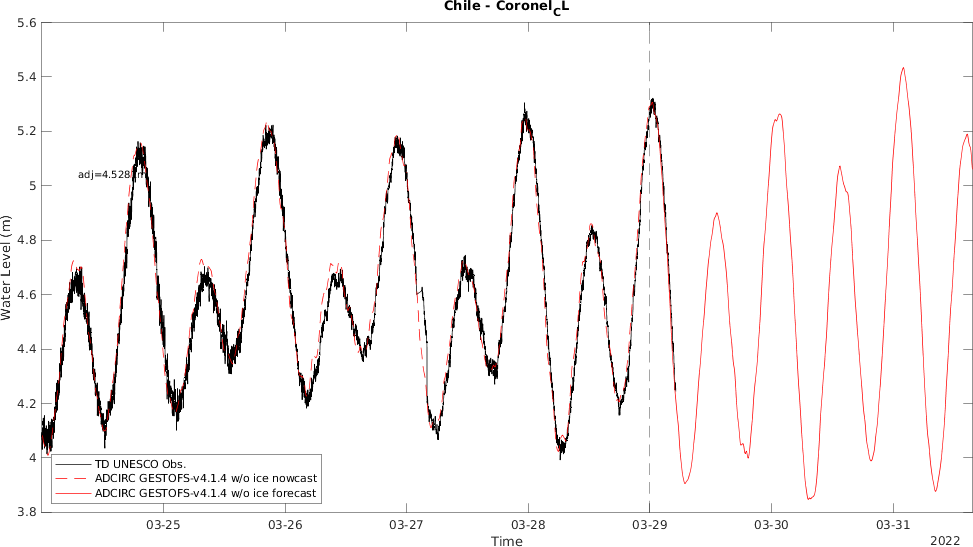 Chile - Coronel_CL
5.6
5.4
5.2
5
4.8
4.6
4.4
4.2
4
3.8
Water Level (m)
adj=4.528 m
TD UNESCO Obs.
ADCIRC GESTOFS-v4.1.4 w/o ice nowcast
ADCIRC GESTOFS-v4.1.4 w/o ice forecast
03-25
03-26
03-27
03-28
03-29
03-30
03-31
Time
2022